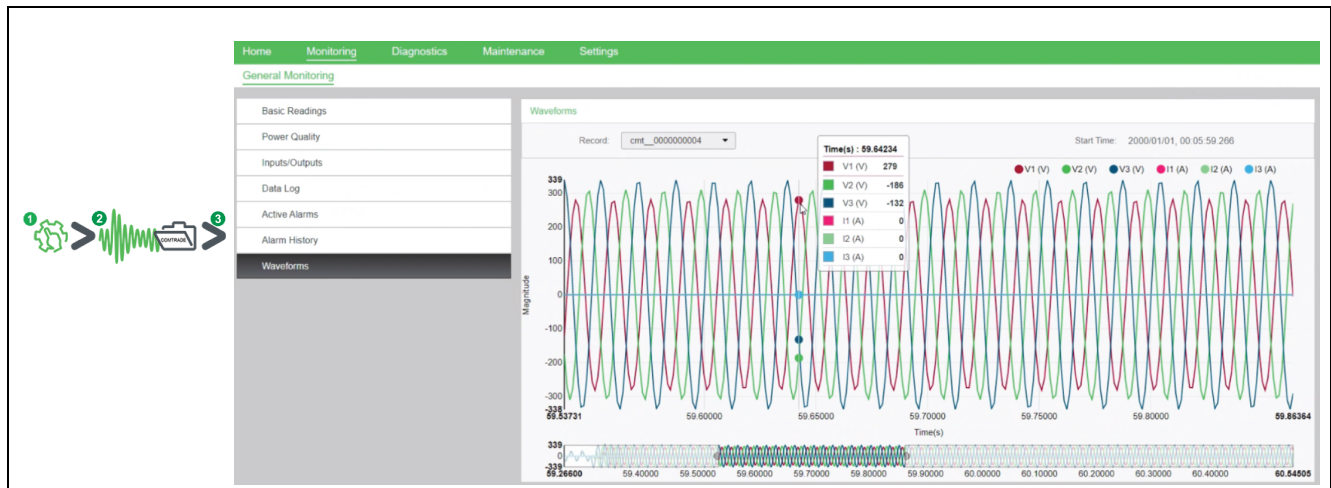 Home Monitoring Diagnostics Maintenance Settings
General Monitoring
Basic Readings
Power Quality
Inputs/Outputs
Data Log
Active Alarms
Alarm History
Waveforms
1 2 3
COMTRADE
Waveforms
Record: cmt__0000000004
Start Time: 2000/01/01, 00:05:59.266
Time(s) : 59.64234
V1 (V) 279
V2 (V) -186
V3 (V) -132
I1 (A) 0
I2 (A) 0
I3 (A) 0
V1 (V) V2 (V) V3 (V) I1 (A) I2 (A) I3 (A)
Magnitude
339
300
200
100
0
-100
-200
-300
-338
59.53731 59.60000 59.65000 59.70000 59.75000 59.80000 59.86364
Time(s)
339
0
-339
59.26600 59.40000 59.50000 59.60000 59.70000 59.80000 59.90000 60.00000 60.10000 60.20000 60.30000 60.40000 60.54505